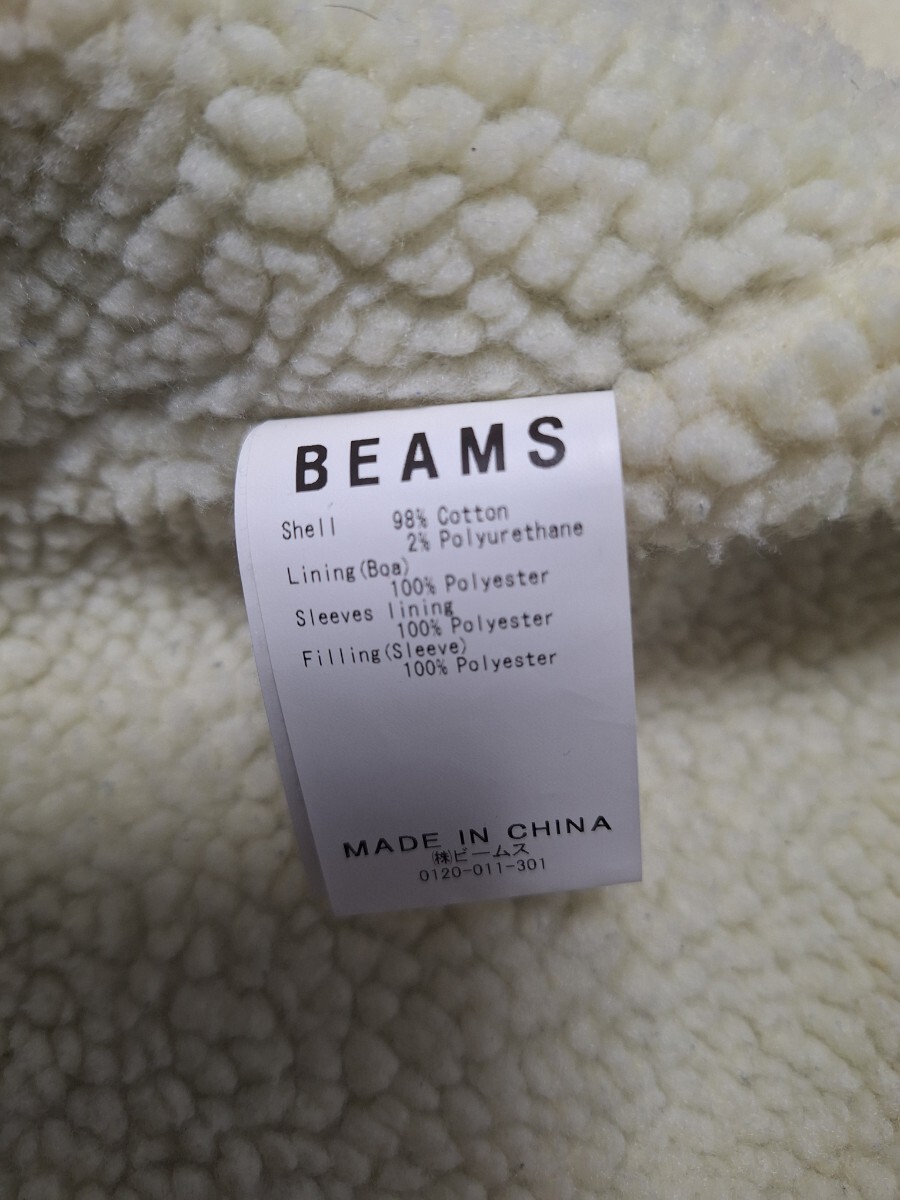 BEAMS
Shell 98% Cotton
2% Polyurethane
Lining(Boa)
100% Polyester
Sleeves lining
100% Polyester
Filling(Sleeve)
100% Polyester
MADE IN CHINA
㈱ビームス
0120-011-301